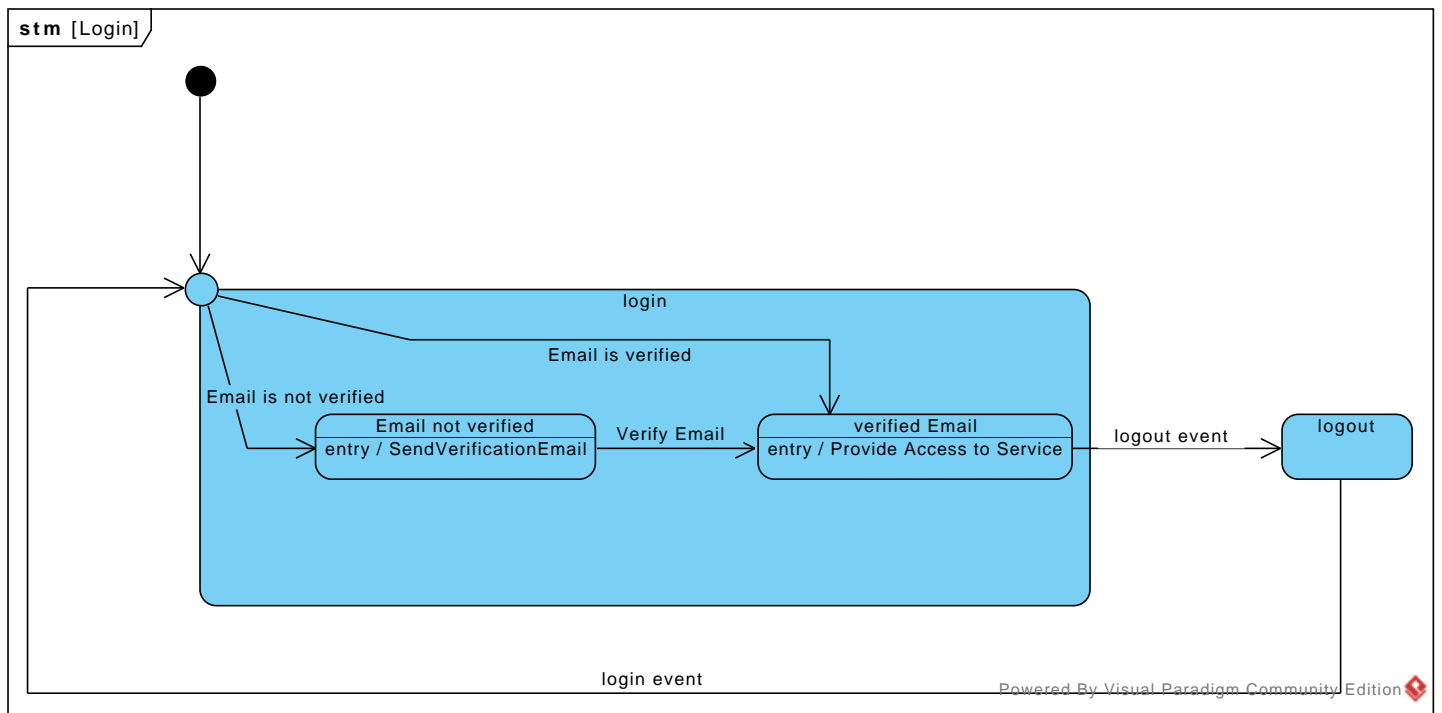 stm [Login]
login
Email is verified
Email is not verified
Email not verified
entry / SendVerificationEmail
Verify Email
verified Email
entry / Provide Access to Service
logout event
logout
login event
Powered By Visual Paradigm Community Edition